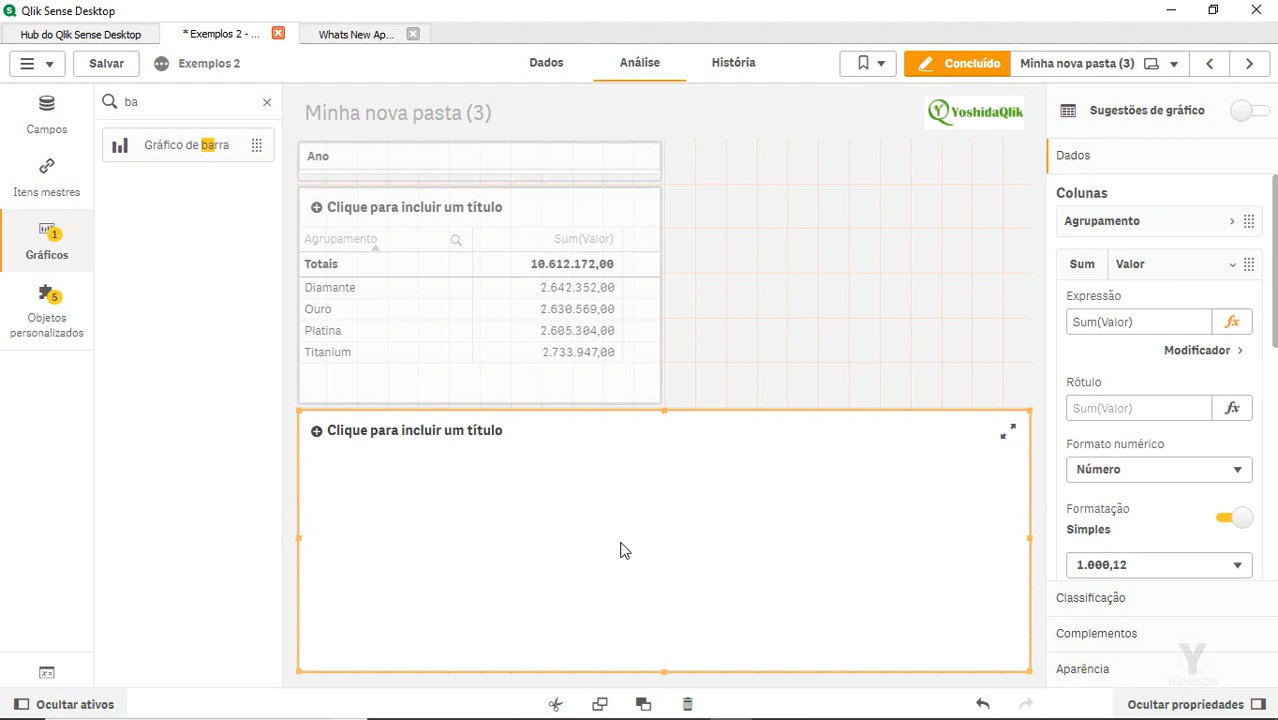 Qlik Sense Desktop
Hub do Qlik Sense Desktop
* Exemplos 2 - ...
Whats New Ap...
Salvar
Exemplos 2
Dados
Análise
História
Concluído
Minha nova pasta (3)
Campos
Itens mestres
1
Gráficos
5
Objetos
personalizados
ba
Gráfico de barra
Minha nova pasta (3)
YoshidaQlik
Ano
Clique para incluir um título
Agrupamento
Sum(Valor)
Totais
10.612.172,00
Diamante
2.642.352,00
Ouro
2.630.569,00
Platina
2.605.304,00
Titanium
2.733.947,00
Clique para incluir um título
Sugestões de gráfico
Dados
Colunas
Agrupamento
Sum
Valor
Expressão
Sum(Valor)
fx
Modificador
Rótulo
Sum(Valor)
fx
Formato numérico
Número
Formatação
Simples
1.000,12
Classificação
Complementos
Aparência
Y
YoshidaQlik
Ocultar ativos
Ocultar propriedades